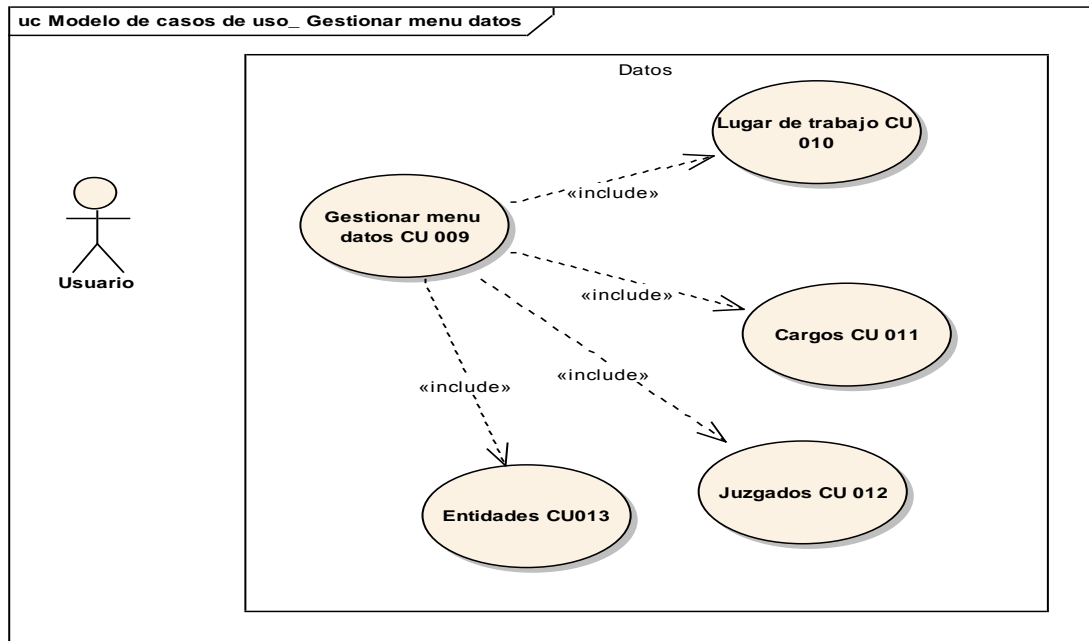 uc Modelo de casos de uso_ Gestionar menu datos
Datos
Lugar de trabajo CU
010
«include»
Gestionar menu
datos CU 009
Usuario
«include»
Cargos CU 011
«include»
«include»
Juzgados CU 012
Entidades CU013